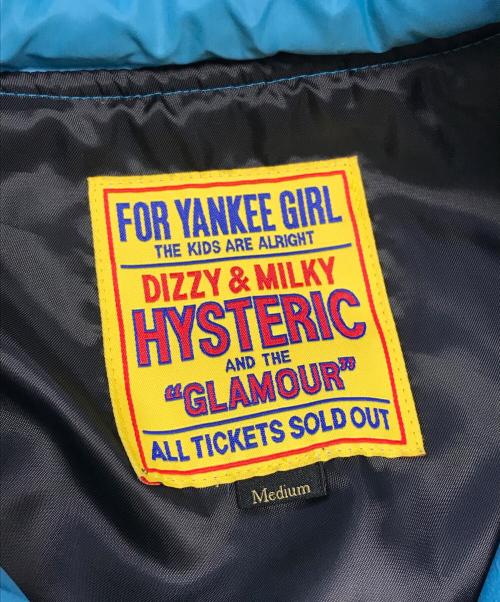 FOR YANKEE GIRL
THE KIDS ARE ALRIGHT
DIZZY & MILKY
HYSTERIC
AND THE
"GLAMOUR"
ALL TICKETS SOLD OUT
Medium